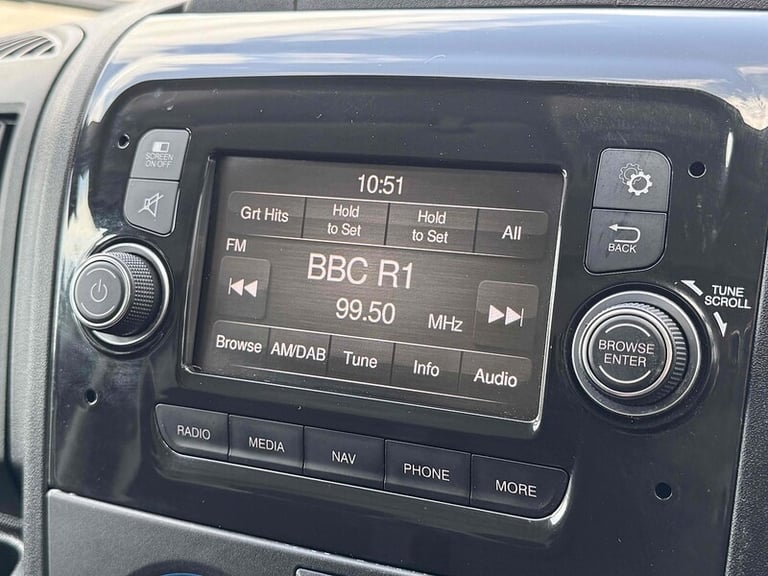 SCREEN
ON/OFF
10:51
Grt Hits
Hold
to Set
Hold
to Set
All
FM
BBC R1
99.50 MHz
Browse
AM/DAB
Tune
Info
Audio
BACK
TUNE
SCROLL
BROWSE
ENTER
RADIO
MEDIA
NAV
PHONE
MORE